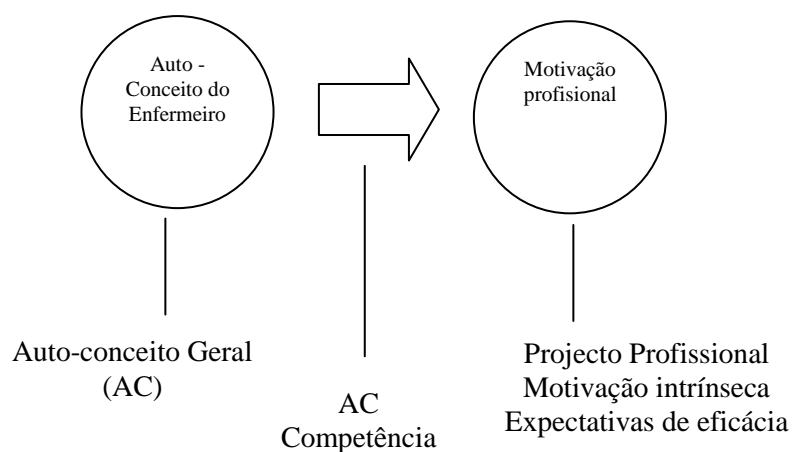 Auto -
Conceito do
Enfermeiro
Motivação
profisional
Auto-conceito Geral
(AC)
AC
Competência
Projecto Profissional
Motivação intrínseca
Expectativas de eficácia